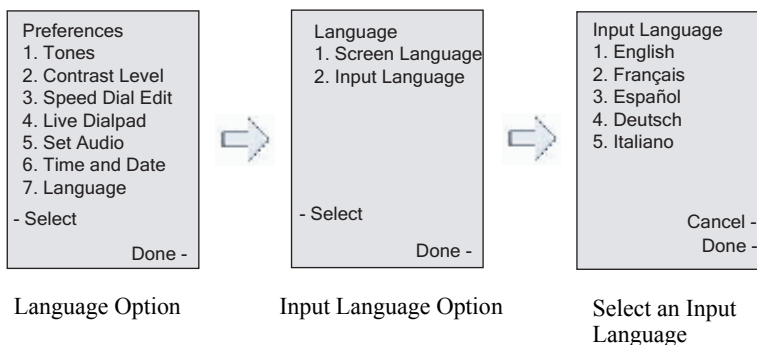 Preferences
1. Tones
2. Contrast Level
3. Speed Dial Edit
4. Live Dialpad
5. Set Audio
6. Time and Date
7. Language
- Select
Done -
Language Option
Language
1. Screen Language
2. Input Language
- Select
Done -
Input Language Option
Input Language
1. English
2. Français
3. Español
4. Deutsch
5. Italiano
Cancel -
Done -
Select an Input
Language